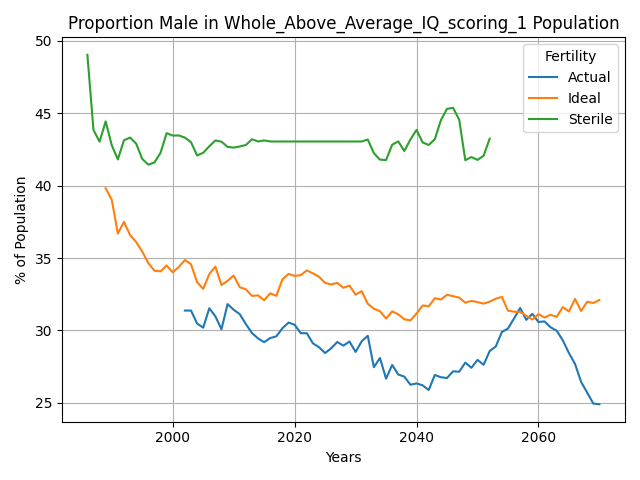 Proportion Male in Whole_Above_Average_IQ_scoring_1 Population
50
45
40
35
30
25
% of Population
2000
2020
2040
2060
Years
Fertility
Actual
Ideal
Sterile